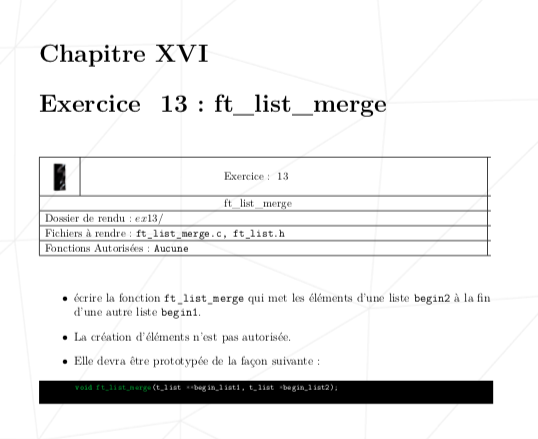 Chapitre XVI
Exercice 13 : ft_list_merge
Exercice : 13
ft_list_merge
Dossier de rendu : ex13/
Fichiers à rendre : ft_list_merge.c, ft_list.h
Fonctions Autorisées : Aucune
• écrire la fonction ft_list_merge qui met les éléments d'une liste begin2 à la fin
d'une autre liste begin1.
• La création d'éléments n'est pas autorisée.
• Elle devra être prototypée de la façon suivante :
void ft_list_merge(t_list **begin_list1, t_list *begin_list2);